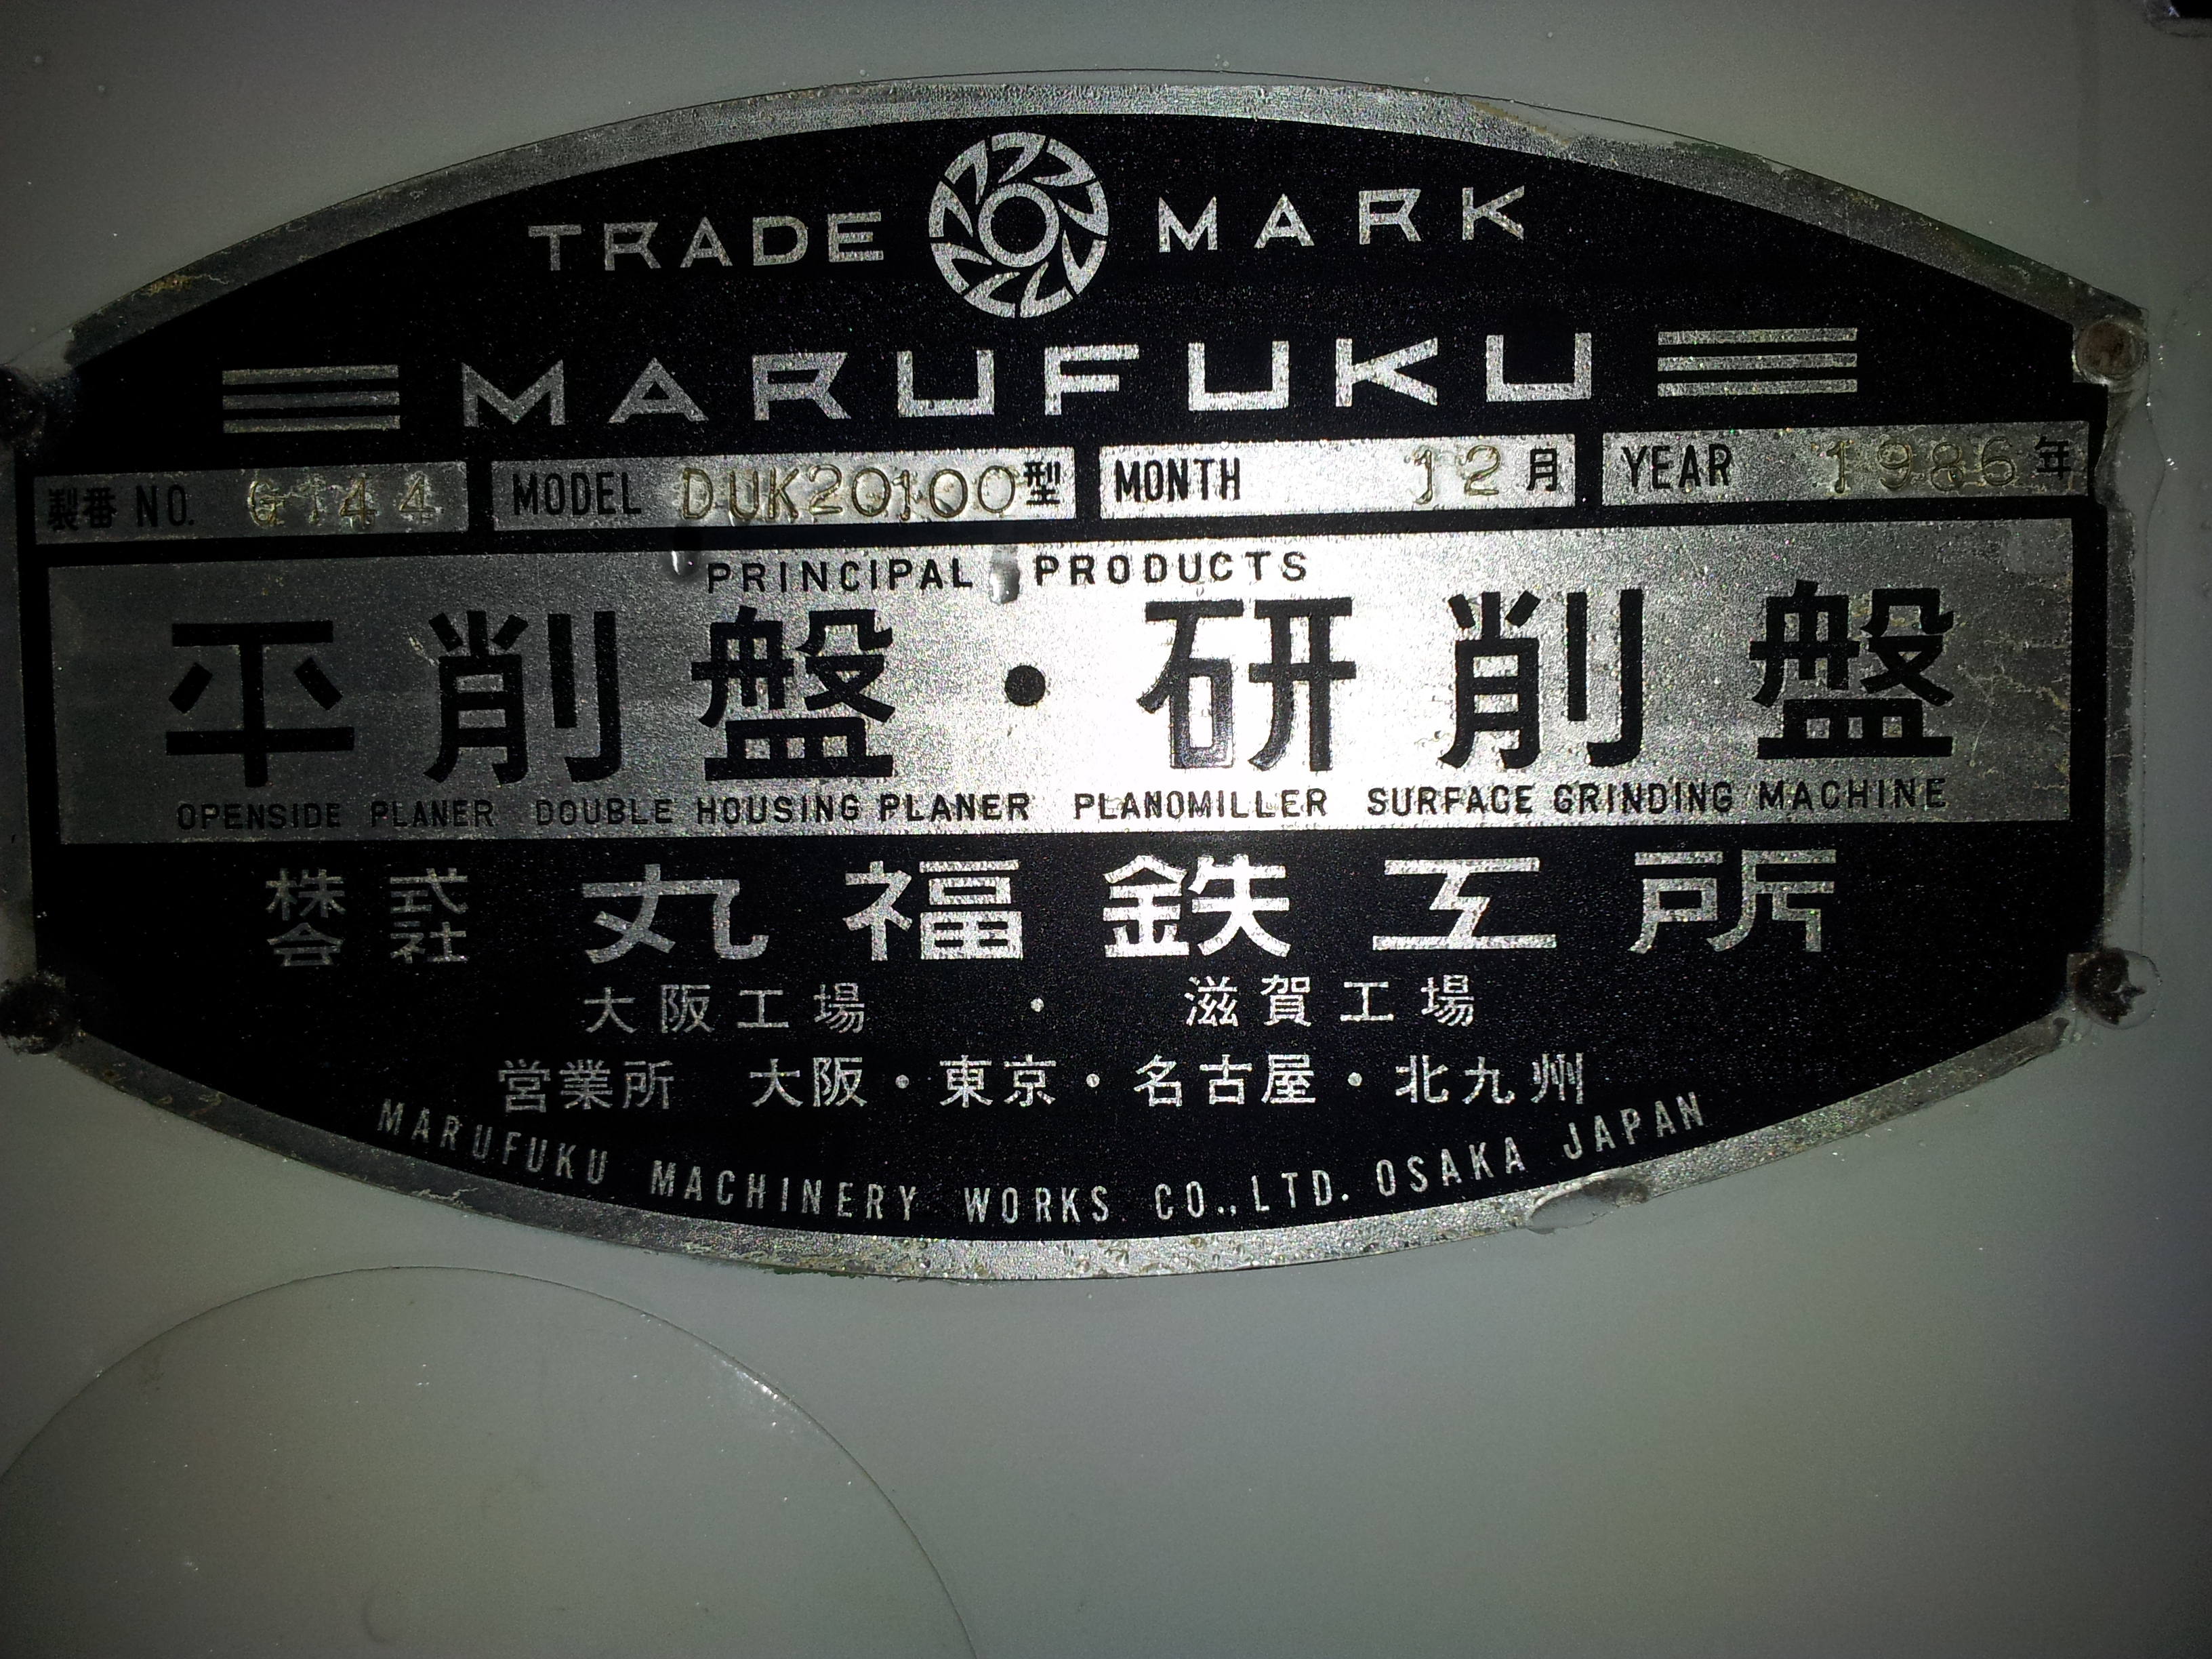 TRADE MARK
MARUFUKU
製番 NO. G144 MODEL DUK20100型 MONTH 12月 YEAR 1986年
PRINCIPAL PRODUCTS
平削盤・研削盤
OPENSIDE PLANER DOUBLE HOUSING PLANER PLANOMILLER SURFACE GRINDING MACHINE
株式会社 丸福鉄工所
大阪工場 ・ 滋賀工場
営業所 大阪・東京・名古屋・北九州
MARUFUKU MACHINERY WORKS CO.,LTD. OSAKA JAPAN